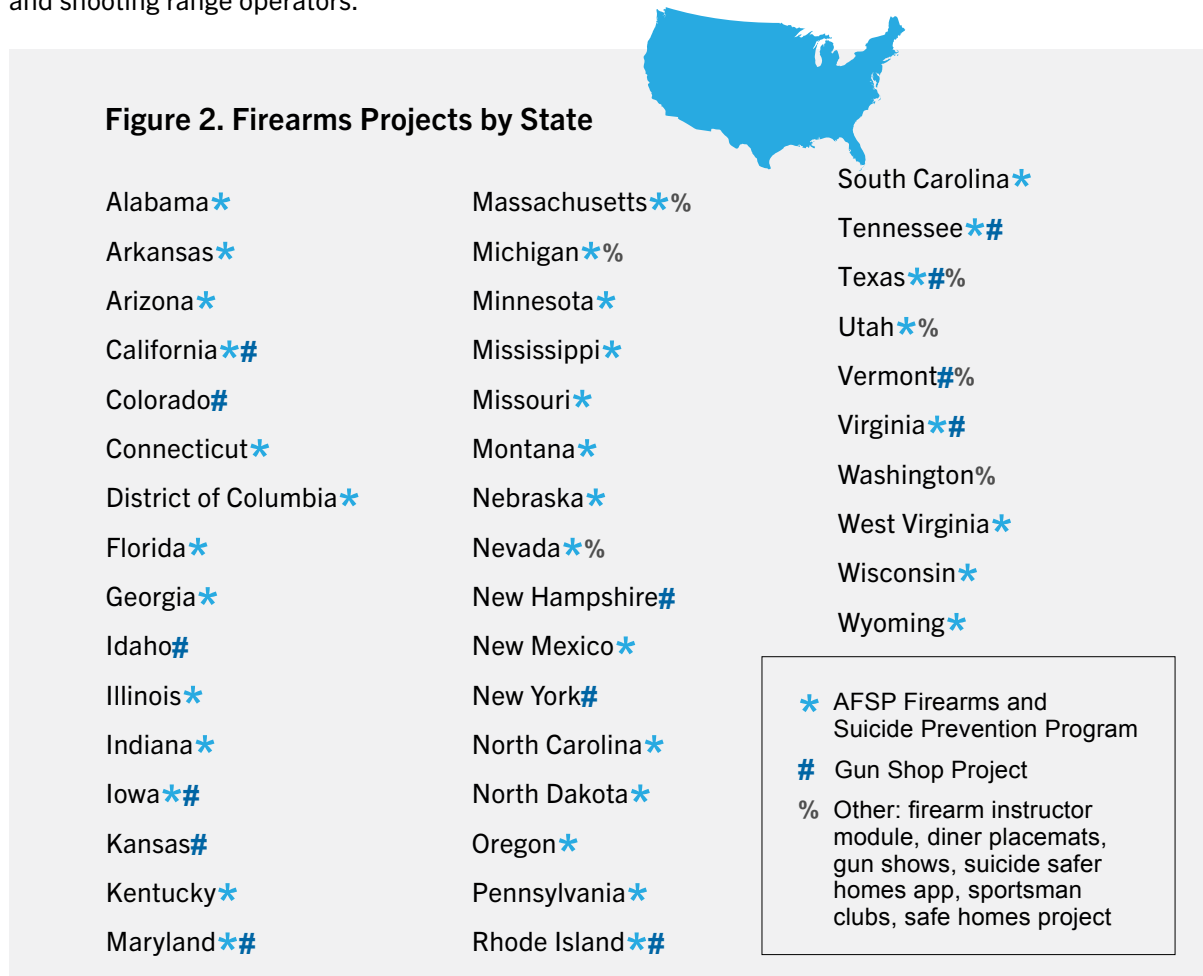 and shooting range operators.
Figure 2. Firearms Projects by State
Alabama*
Arkansas*
Arizona*
California*#
Colorado#
Connecticut*
District of Columbia*
Florida*
Georgia*
Idaho#
Illinois*
Indiana*
Iowa*#
Kansas#
Kentucky*
Maryland*#
Massachusetts*%
Michigan*%
Minnesota*
Mississippi*
Missouri*
Montana*
Nebraska*
Nevada*%
New Hampshire#
New Mexico*
New York#
North Carolina*
North Dakota*
Oregon*
Pennsylvania*
Rhode Island*#
South Carolina*
Tennessee*#
Texas*#%
Utah*%
Vermont#%
Virginia*#
Washington%
West Virginia*
Wisconsin*
Wyoming*
* AFSP Firearms and
Suicide Prevention Program
# Gun Shop Project
% Other: firearm instructor
module, diner placemats,
gun shows, suicide safer
homes app, sportsman
clubs, safe homes project